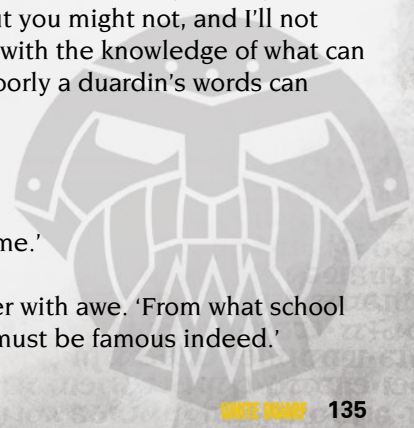 t you might not, and I'll not
with the knowledge of what can
oorly a duardin's words can
me.'
er with awe. 'From what school
must be famous indeed.'
WHITE DWARF 135